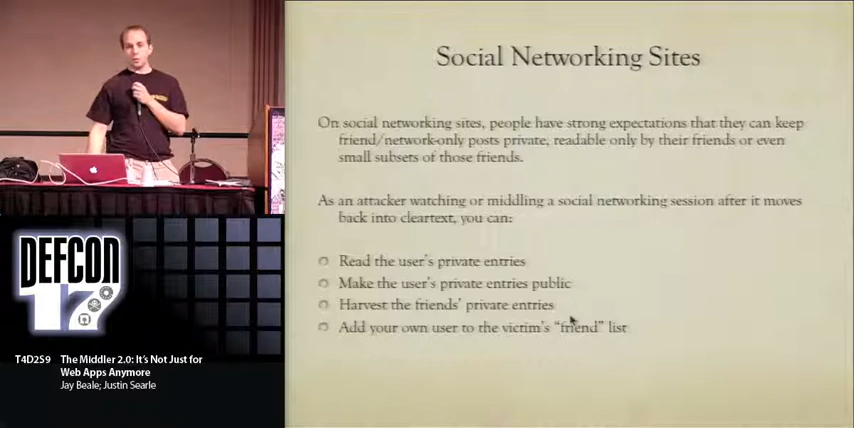 Social Networking Sites
On social networking sites, people have strong expectations that they can keep
friend/network-only posts private, readable only by their friends or even
small subsets of those friends.
As an attacker watching or middling a social networking session after it moves
back into cleartext, you can:
Read the user's private entries
Make the user's private entries public
Harvest the friends' private entries
Add your own user to the victim's "friend" list
DEFCON
17
T4D2S9 The Middler 2.0: It's Not Just for
Web Apps Anymore
Jay Beale; Justin Searle